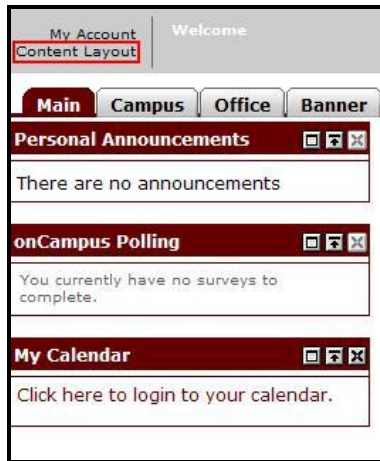 My Account
Welcome
Content Layout
Main Campus Office Banner
Personal Announcements
There are no announcements
onCampus Polling
You currently have no surveys to
complete.
My Calendar
Click here to login to your calendar.